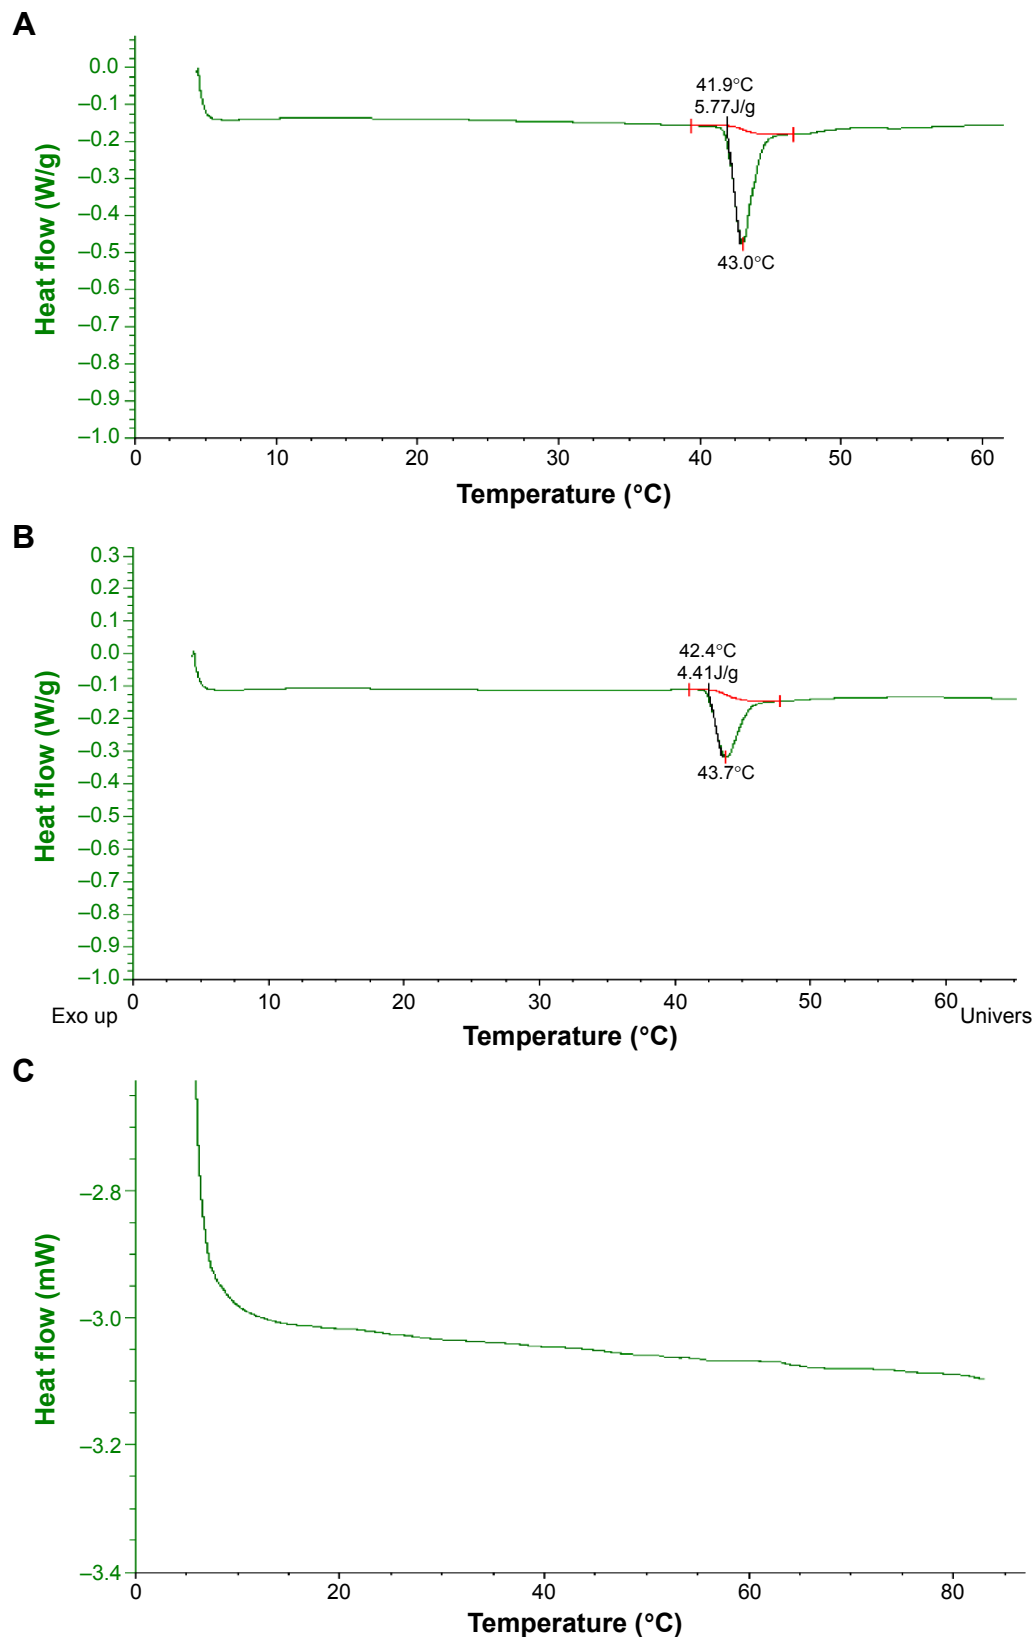 A
0.0
–0.1
–0.2
–0.3
–0.4
–0.5
–0.6
–0.7
–0.8
–0.9
–1.0
Heat flow (W/g)
41.9°C
5.77J/g
43.0°C
0 10 20 30 40 50 60
Temperature (°C)
B
0.3
0.2
0.1
0.0
–0.1
–0.2
–0.3
–0.4
–0.5
–0.6
–0.7
–0.8
–0.9
–1.0
Heat flow (W/g)
42.4°C
4.41J/g
43.7°C
0 10 20 30 40 50 60
Exo up
Univers
Temperature (°C)
C
–2.8
–3.0
–3.2
–3.4
Heat flow (mW)
0 20 40 60 80
Temperature (°C)